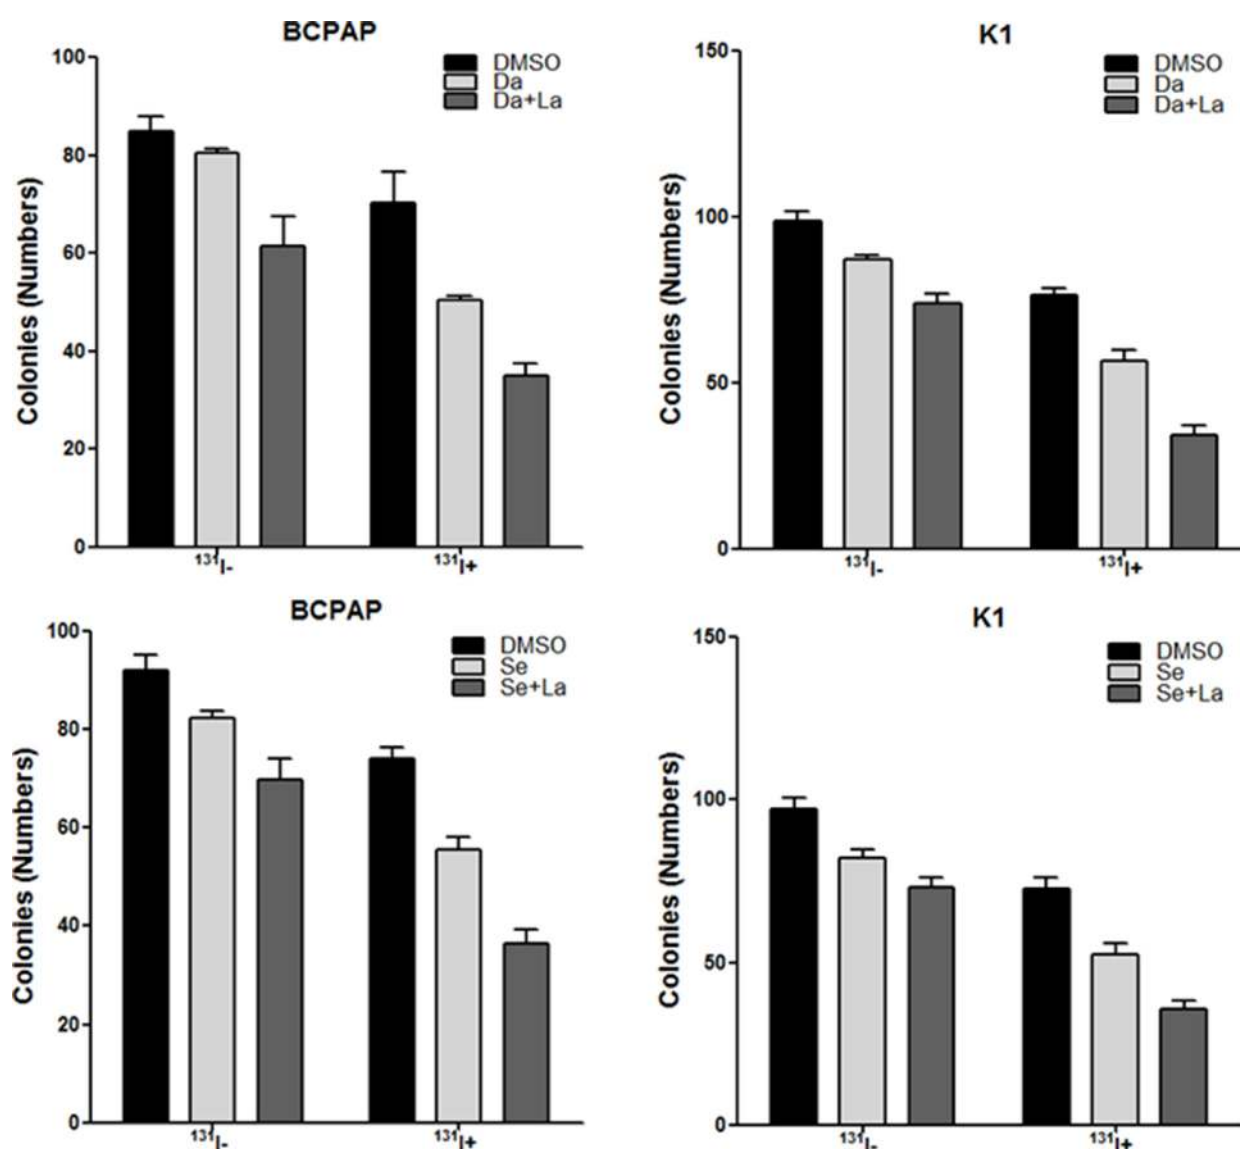 BCPAP
100
80
60
40
20
0
Colonies (Numbers)
DMSO
Da
Da+La
¹³¹I-
¹³¹I+
K1
150
100
50
0
Colonies (Numbers)
DMSO
Da
Da+La
¹³¹I-
¹³¹I+
BCPAP
100
80
60
40
20
0
Colonies (Numbers)
DMSO
Se
Se+La
¹³¹I-
¹³¹I+
K1
150
100
50
0
Colonies (Numbers)
DMSO
Se
Se+La
¹³¹I-
¹³¹I+